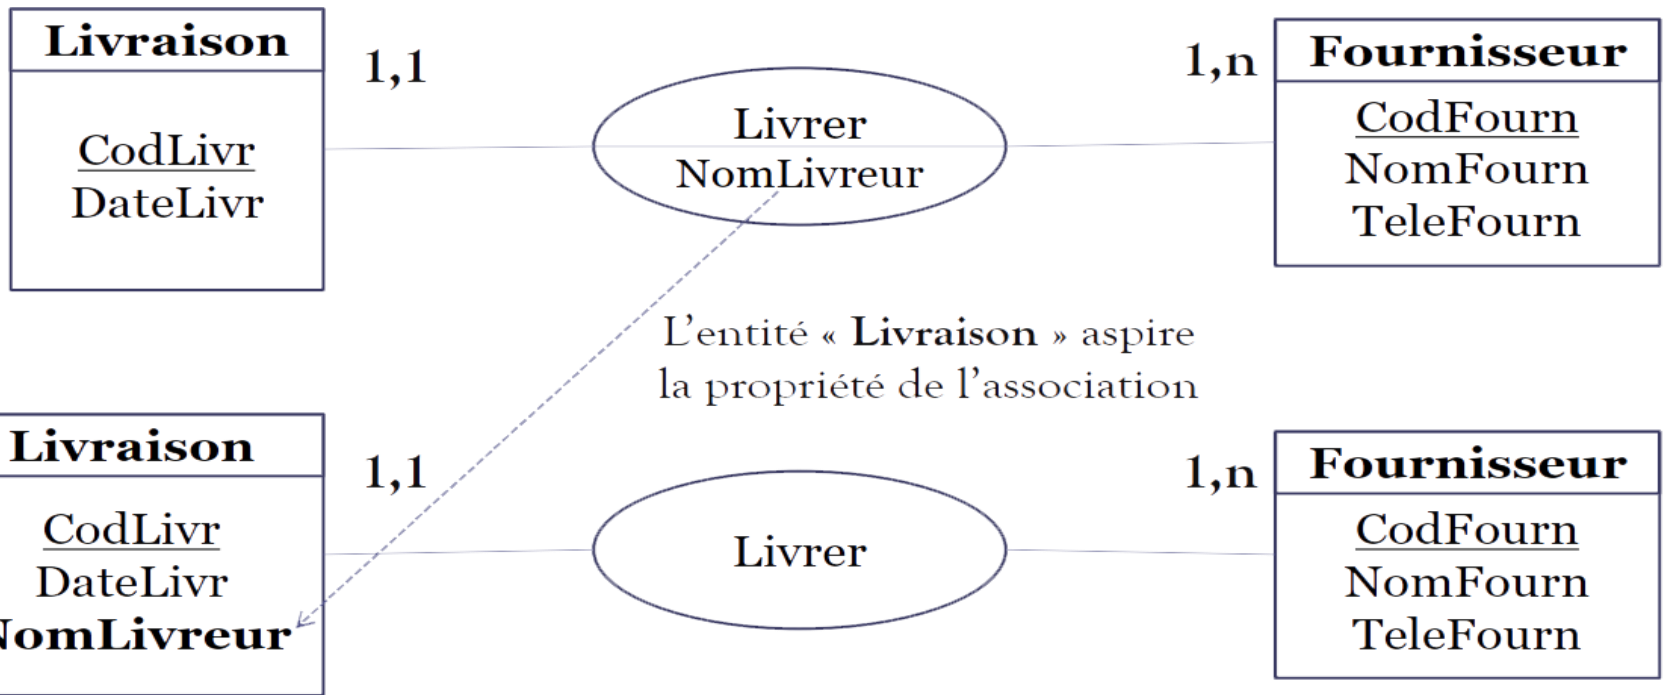 Livraison
CodLivr
DateLivr
1,1
Livrer
NomLivreur
1,n
Fournisseur
CodFourn
NomFourn
TeleFourn
L'entité « Livraison » aspire
la propriété de l'association
Livraison
CodLivr
DateLivr
NomLivreur
1,1
Livrer
1,n
Fournisseur
CodFourn
NomFourn
TeleFourn